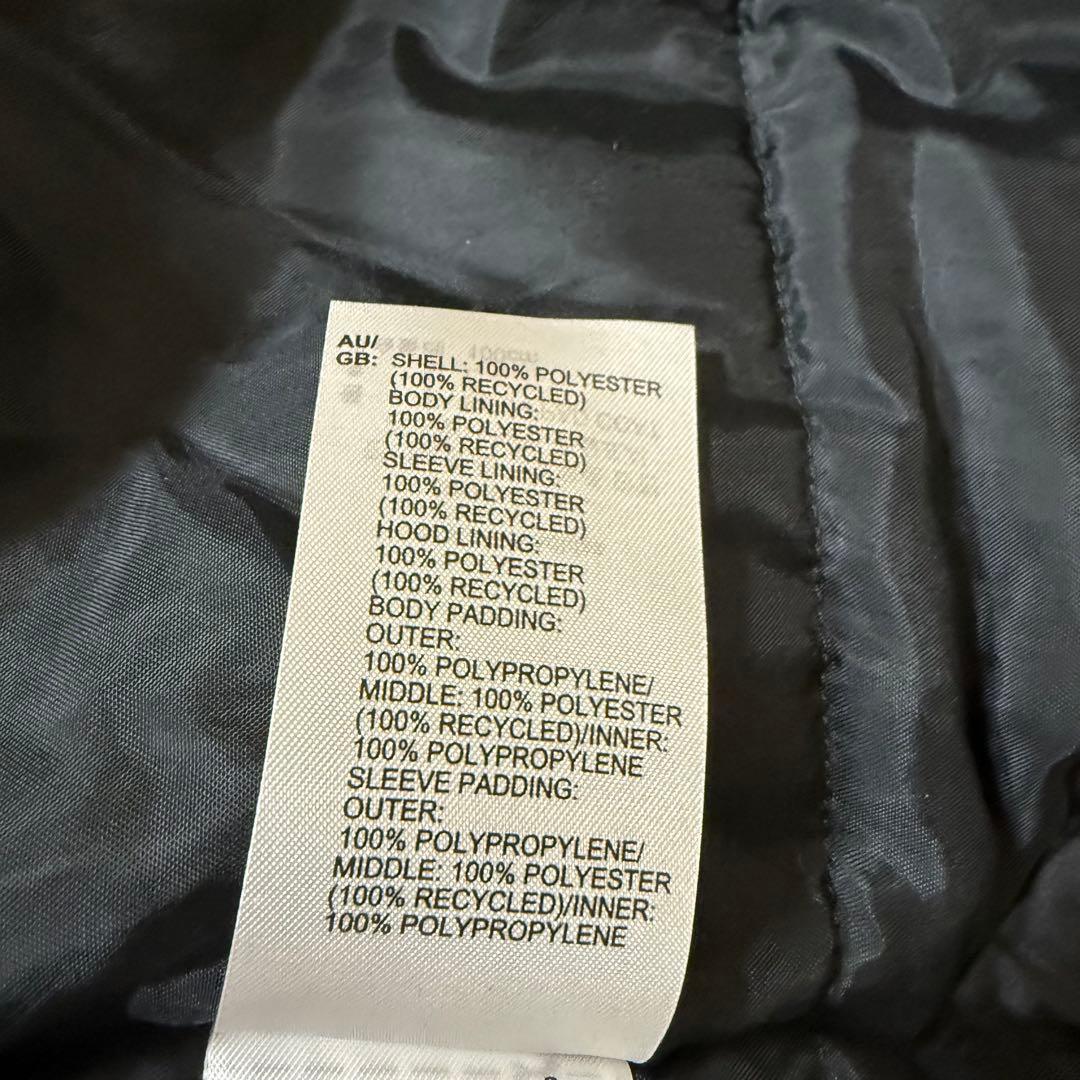 AU/
GB: SHELL: 100% POLYESTER
(100% RECYCLED)
BODY LINING:
100% POLYESTER
(100% RECYCLED)
SLEEVE LINING:
100% POLYESTER
(100% RECYCLED)
HOOD LINING:
100% POLYESTER
(100% RECYCLED)
BODY PADDING:
OUTER:
100% POLYPROPYLENE/
MIDDLE: 100% POLYESTER
(100% RECYCLED)/INNER:
100% POLYPROPYLENE
SLEEVE PADDING:
OUTER:
100% POLYPROPYLENE/
MIDDLE: 100% POLYESTER
(100% RECYCLED)/INNER:
100% POLYPROPYLENE